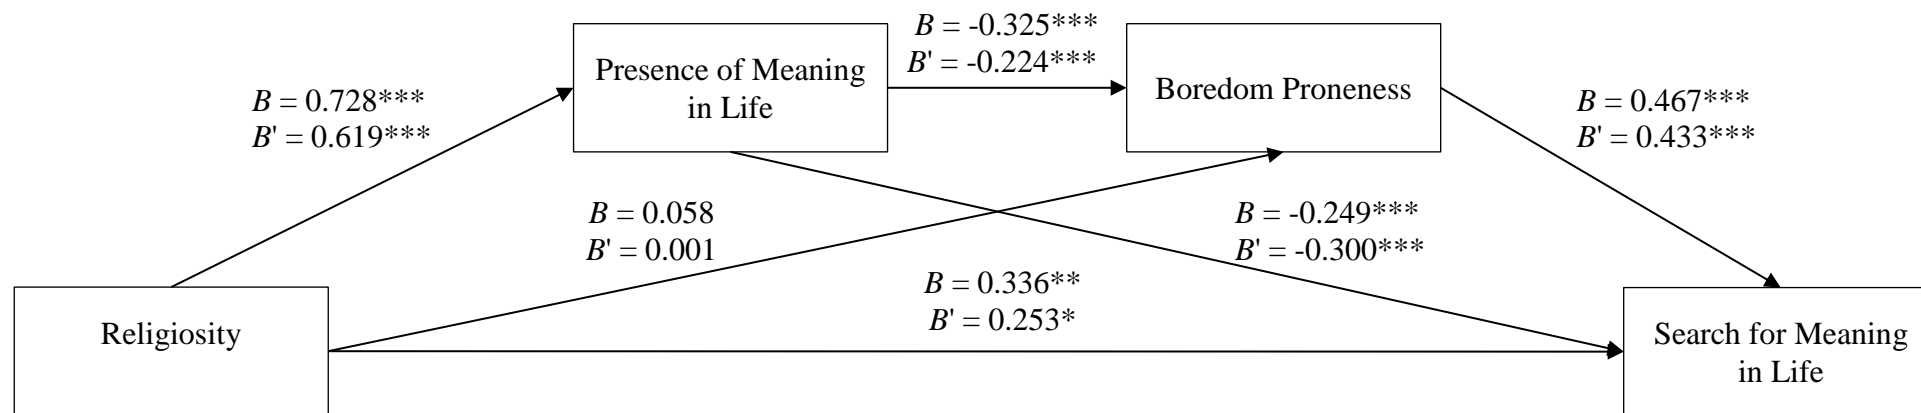 B = -0.325***
B' = -0.224***
Presence of Meaning
in Life
Boredom Proneness
B = 0.728***
B' = 0.619***
B = 0.467***
B' = 0.433***
B = 0.058
B' = 0.001
B = -0.249***
B' = -0.300***
B = 0.336**
B' = 0.253*
Religiosity
Search for Meaning
in Life